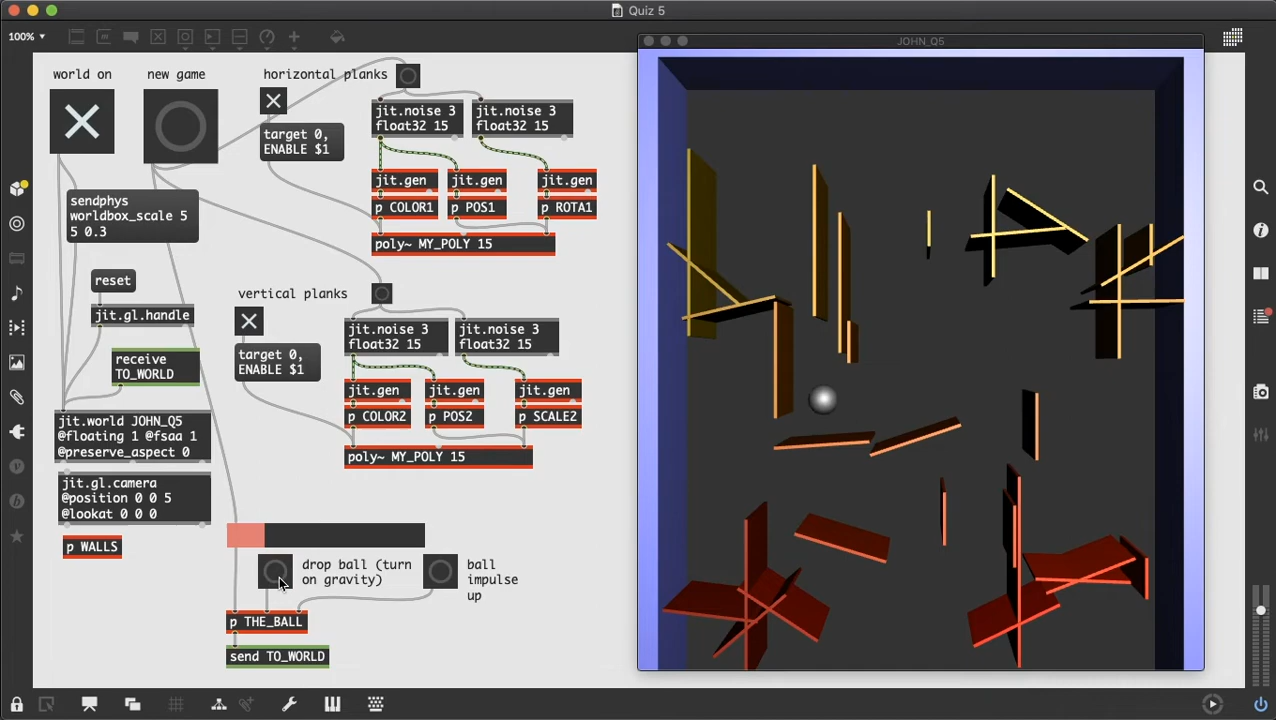 Quiz 5
100%
JOHN_Q5
world on
new game
horizontal planks
jit.noise 3
float32 15
jit.noise 3
float32 15
target 0,
ENABLE $1
jit.gen
jit.gen
jit.gen
sendphys
worldbox_scale 5
5 0.3
p COLOR1
p POS1
p ROTA1
poly~ MY_POLY 15
reset
vertical planks
jit.gl.handle
jit.noise 3
float32 15
jit.noise 3
float32 15
receive
TO_WORLD
target 0,
ENABLE $1
jit.gen
jit.gen
jit.gen
p COLOR2
p POS2
p SCALE2
jit.world JOHN_Q5
@floating 1 @fsaa 1
@preserve_aspect 0
poly~ MY_POLY 15
jit.gl.camera
@position 0 0 5
@lookat 0 0 0
p WALLS
drop ball (turn
on gravity)
ball
impulse
up
p THE_BALL
send TO_WORLD